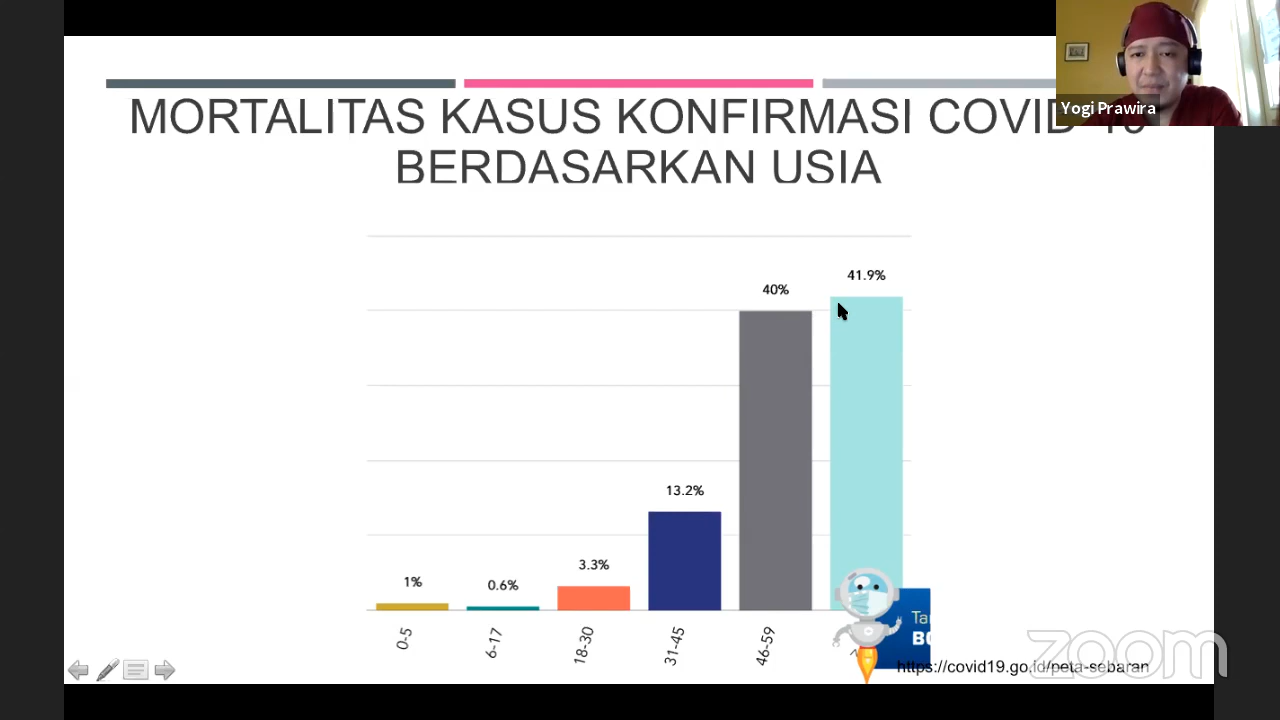 MORTALITAS KASUS KONFIRMASI COVID
BERDASARKAN USIA
Yogi Prawira
41.9%
40%
13.2%
3.3%
1%
0.6%
0-5
6-17
18-30
31-45
46-59
https://covid19.go.id/peta-sebaran
zoom